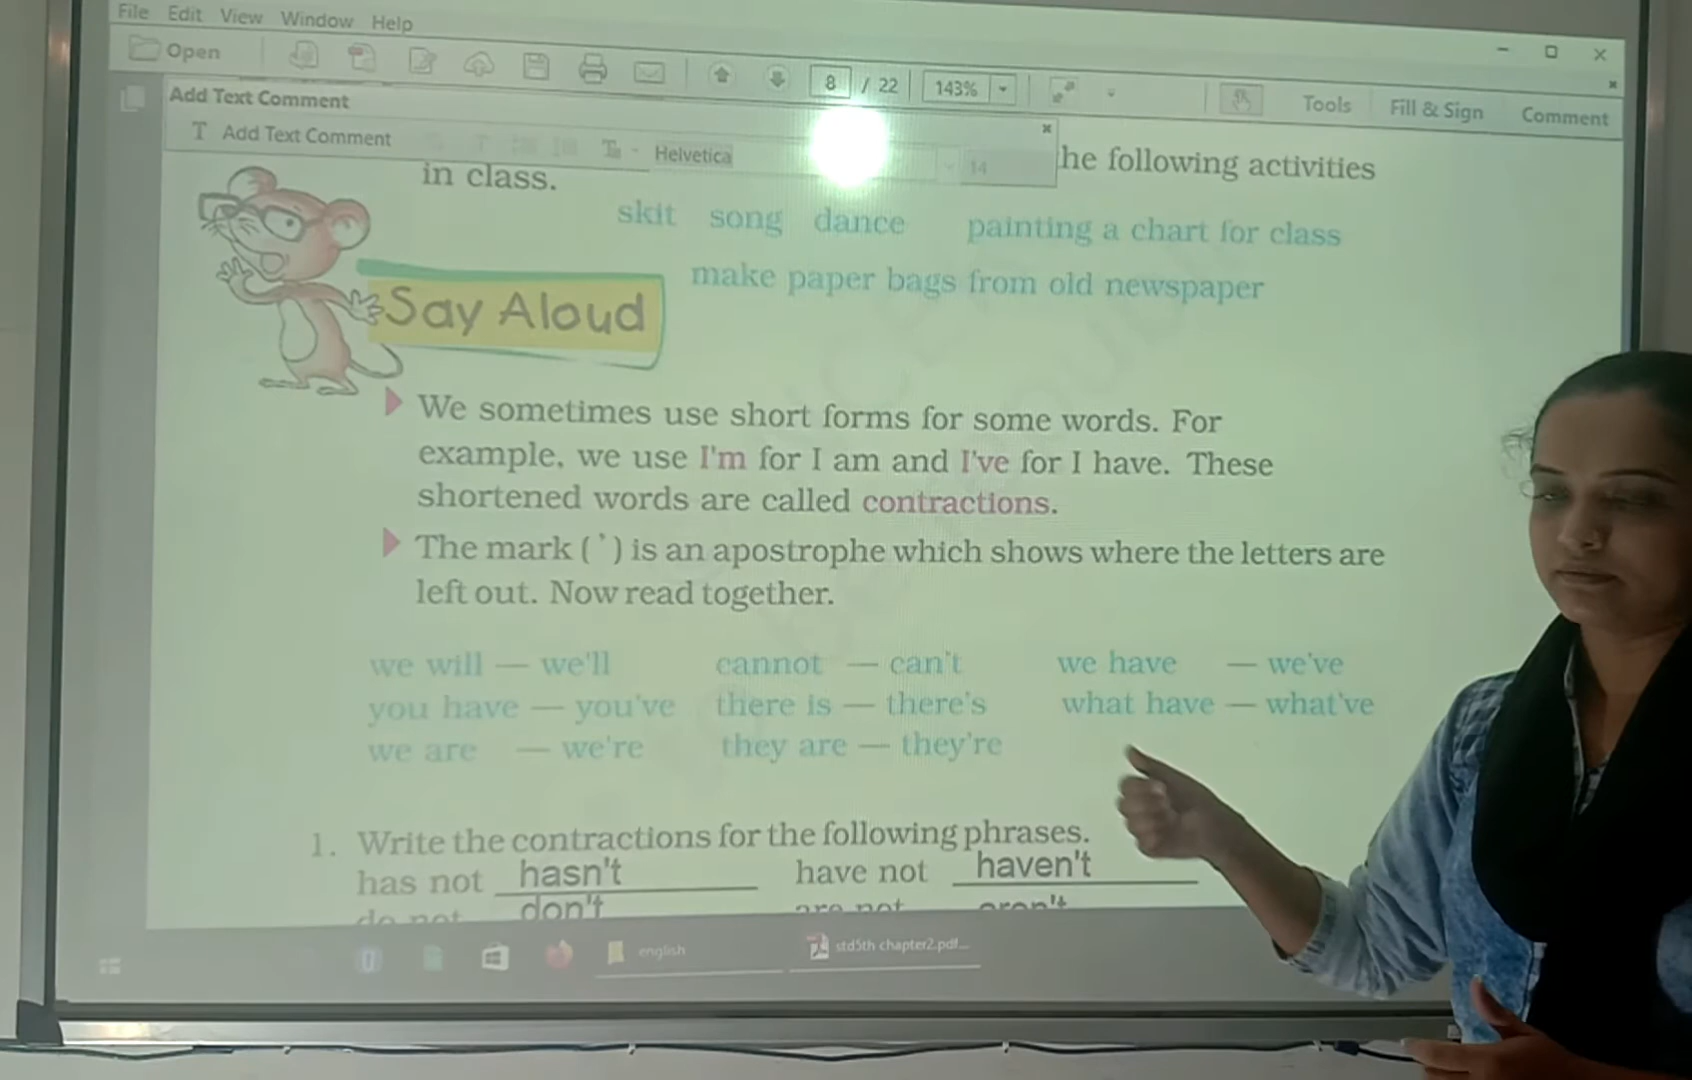 File Edit View Window Help
Open 8 / 22 143% Tools Fill & Sign Comment
Add Text Comment
T Add Text Comment Helvetica 14
he following activities
in class.
skit song dance painting a chart for class
make paper bags from old newspaper
Say Aloud
We sometimes use short forms for some words. For
example, we use I'm for I am and I've for I have. These
shortened words are called contractions.
The mark ( ' ) is an apostrophe which shows where the letters are
left out. Now read together.
we will — we'll cannot — can't we have — we've
you have — you've there is — there's what have — what've
we are — we're they are — they're
1. Write the contractions for the following phrases.
has not hasn't have not haven't
do not don't are not aren't
english std5th chapter2.pdf...